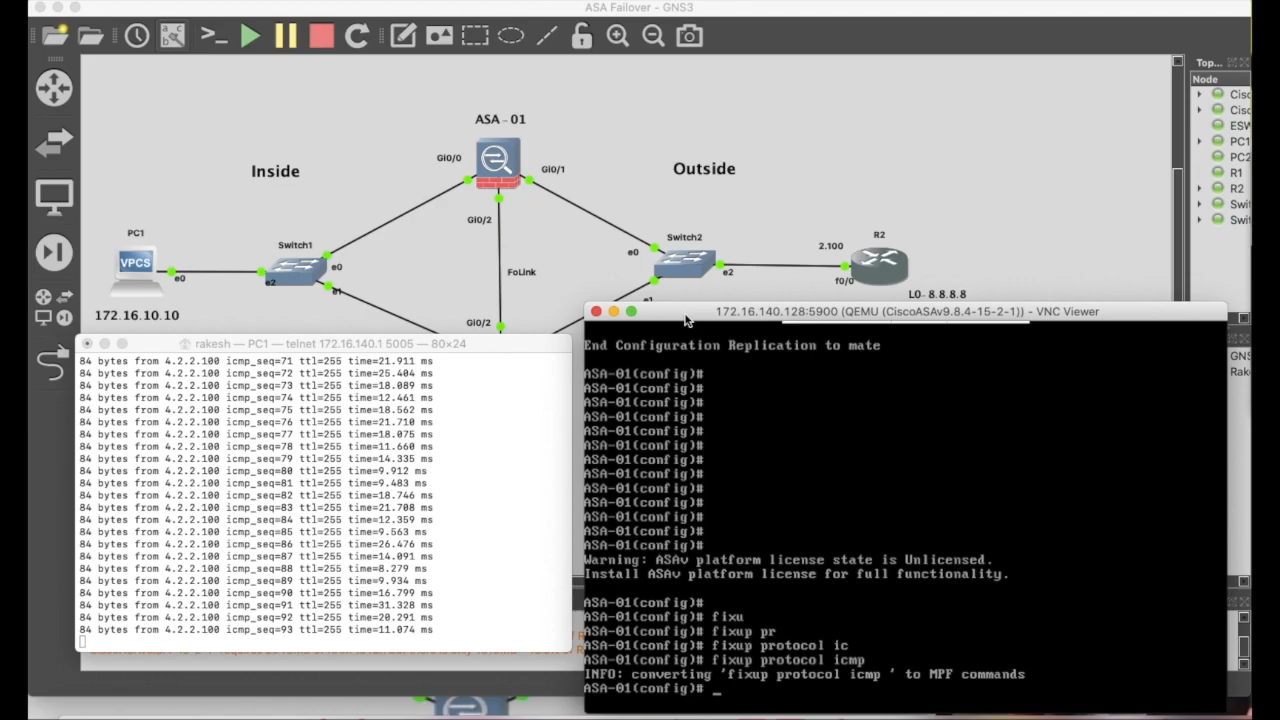 ASA Failover - GNS3
Top...
Node
Cisc
Cisc
ESW
PC1
PC2
R1
R2
Swit
Swit
ASA - 01
Gi0/0
Gi0/1
Inside
Outside
Gi0/2
PC1
Switch1
Switch2
R2
VPCS
e0
e2
e0
e1
FoLink
e0
e2
e1
2.100
f0/0
L0- 8.8.8.8
172.16.10.10
Gi0/2
rakesh — PC1 — telnet 172.16.140.1 5005 — 80×24
84 bytes from 4.2.2.100 icmp_seq=71 ttl=255 time=21.911 ms
84 bytes from 4.2.2.100 icmp_seq=72 ttl=255 time=25.404 ms
84 bytes from 4.2.2.100 icmp_seq=73 ttl=255 time=18.089 ms
84 bytes from 4.2.2.100 icmp_seq=74 ttl=255 time=12.461 ms
84 bytes from 4.2.2.100 icmp_seq=75 ttl=255 time=18.562 ms
84 bytes from 4.2.2.100 icmp_seq=76 ttl=255 time=21.710 ms
84 bytes from 4.2.2.100 icmp_seq=77 ttl=255 time=18.075 ms
84 bytes from 4.2.2.100 icmp_seq=78 ttl=255 time=11.660 ms
84 bytes from 4.2.2.100 icmp_seq=79 ttl=255 time=14.335 ms
84 bytes from 4.2.2.100 icmp_seq=80 ttl=255 time=9.912 ms
84 bytes from 4.2.2.100 icmp_seq=81 ttl=255 time=9.483 ms
84 bytes from 4.2.2.100 icmp_seq=82 ttl=255 time=18.746 ms
84 bytes from 4.2.2.100 icmp_seq=83 ttl=255 time=21.708 ms
84 bytes from 4.2.2.100 icmp_seq=84 ttl=255 time=12.359 ms
84 bytes from 4.2.2.100 icmp_seq=85 ttl=255 time=9.563 ms
84 bytes from 4.2.2.100 icmp_seq=86 ttl=255 time=26.476 ms
84 bytes from 4.2.2.100 icmp_seq=87 ttl=255 time=14.091 ms
84 bytes from 4.2.2.100 icmp_seq=88 ttl=255 time=8.279 ms
84 bytes from 4.2.2.100 icmp_seq=89 ttl=255 time=9.934 ms
84 bytes from 4.2.2.100 icmp_seq=90 ttl=255 time=16.799 ms
84 bytes from 4.2.2.100 icmp_seq=91 ttl=255 time=31.328 ms
84 bytes from 4.2.2.100 icmp_seq=92 ttl=255 time=20.291 ms
84 bytes from 4.2.2.100 icmp_seq=93 ttl=255 time=11.074 ms
172.16.140.128:5900 (QEMU (CiscoASAv9.8.4-15-2-1)) - VNC Viewer
End Configuration Replication to mate
ASA-01(config)#
ASA-01(config)#
ASA-01(config)#
ASA-01(config)#
ASA-01(config)#
ASA-01(config)#
ASA-01(config)#
ASA-01(config)#
ASA-01(config)#
ASA-01(config)#
ASA-01(config)#
ASA-01(config)#
ASA-01(config)#
Warning: ASAv platform license state is Unlicensed.
Install ASAv platform license for full functionality.
ASA-01(config)#
ASA-01(config)# fixu
ASA-01(config)# fixup pr
ASA-01(config)# fixup protocol ic
ASA-01(config)# fixup protocol icmp
INFO: converting 'fixup protocol icmp ' to MPF commands
ASA-01(config)# _
GNS
Rak